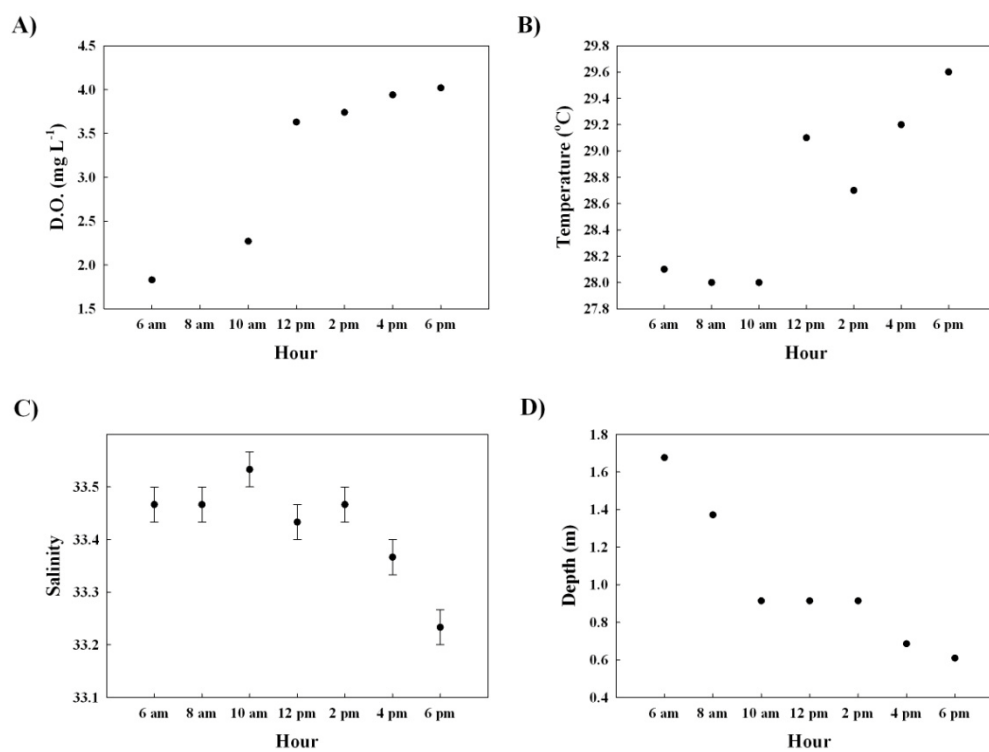 A)
4.5
4.0
3.5
3.0
2.5
2.0
1.5
D.O. (mg L⁻¹)
6 am 8 am 10 am 12 pm 2 pm 4 pm 6 pm
Hour
B)
29.8
29.6
29.4
29.2
29.0
28.8
28.6
28.4
28.2
28.0
27.8
Temperature (°C)
6 am 8 am 10 am 12 pm 2 pm 4 pm 6 pm
Hour
C)
33.5
33.4
33.3
33.2
33.1
Salinity
6 am 8 am 10 am 12 pm 2 pm 4 pm 6 pm
Hour
D)
1.8
1.6
1.4
1.2
1.0
0.8
0.6
0.4
Depth (m)
6 am 8 am 10 am 12 pm 2 pm 4 pm 6 pm
Hour